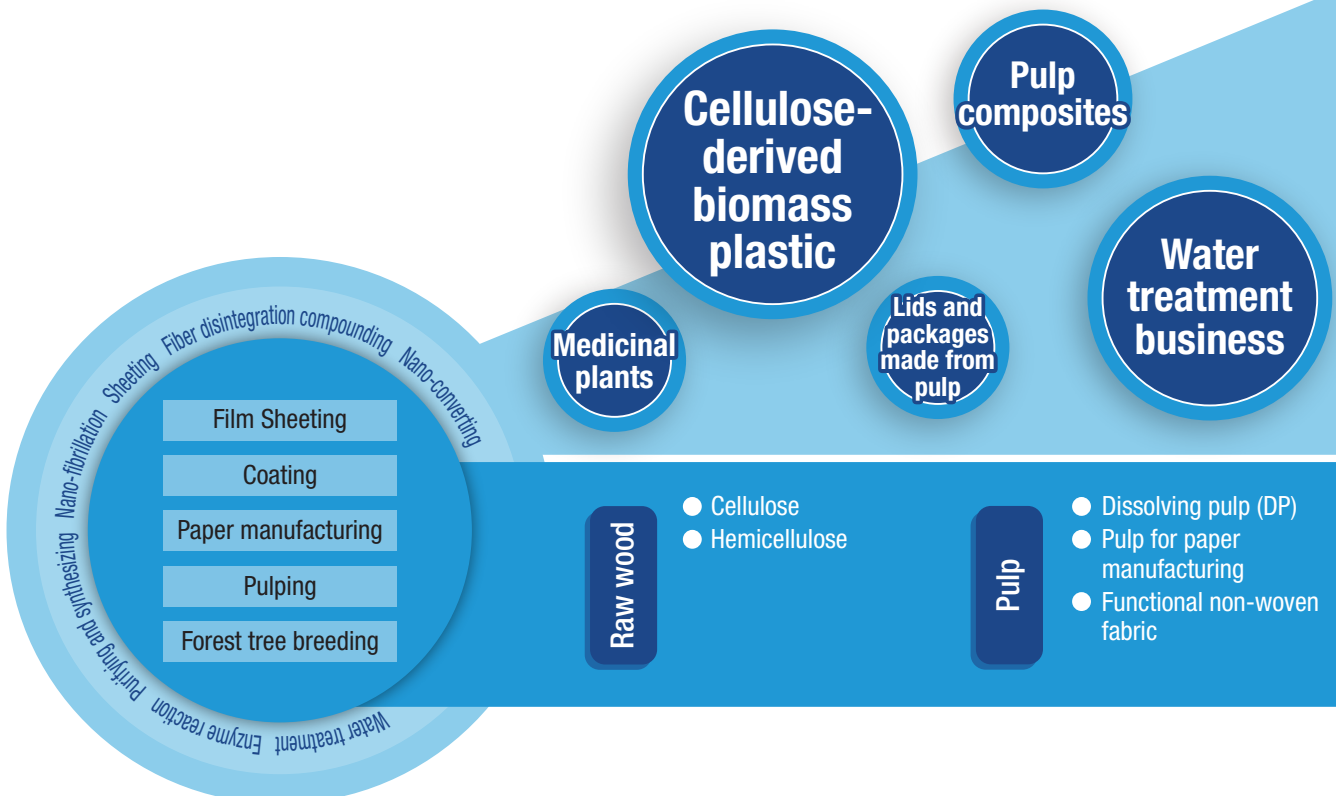 Cellulose-
derived
biomass
plastic
Pulp
composites
Water
treatment
business
Medicinal
plants
Lids and
packages
made from
pulp
Water treatment Enzyme reaction Purifying and synthesizing Nano-fibrillation Sheeting Fiber disintegration compounding Nano-converting
Film Sheeting
Coating
Paper manufacturing
Pulping
Forest tree breeding
Raw wood
● Cellulose
● Hemicellulose
Pulp
● Dissolving pulp (DP)
● Pulp for paper
manufacturing
● Functional non-woven
fabric